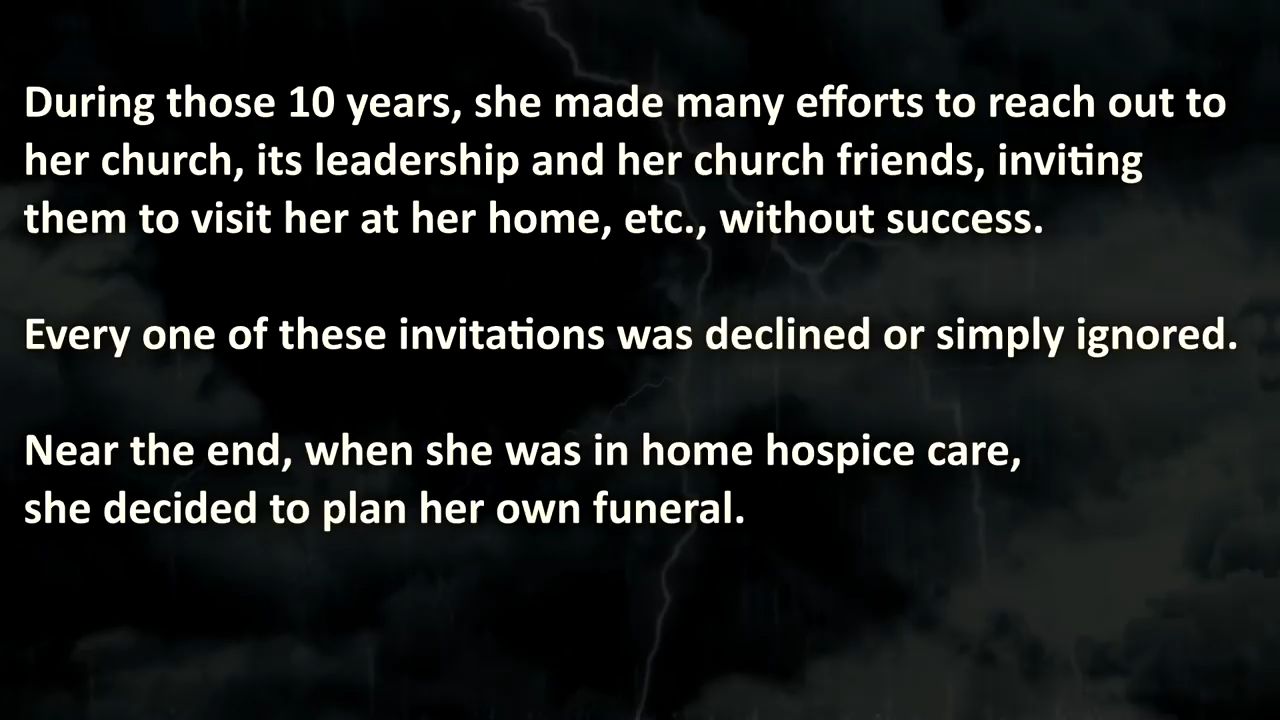 During those 10 years, she made many efforts to reach out to
her church, its leadership and her church friends, inviting
them to visit her at her home, etc., without success.
Every one of these invitations was declined or simply ignored.
Near the end, when she was in home hospice care,
she decided to plan her own funeral.